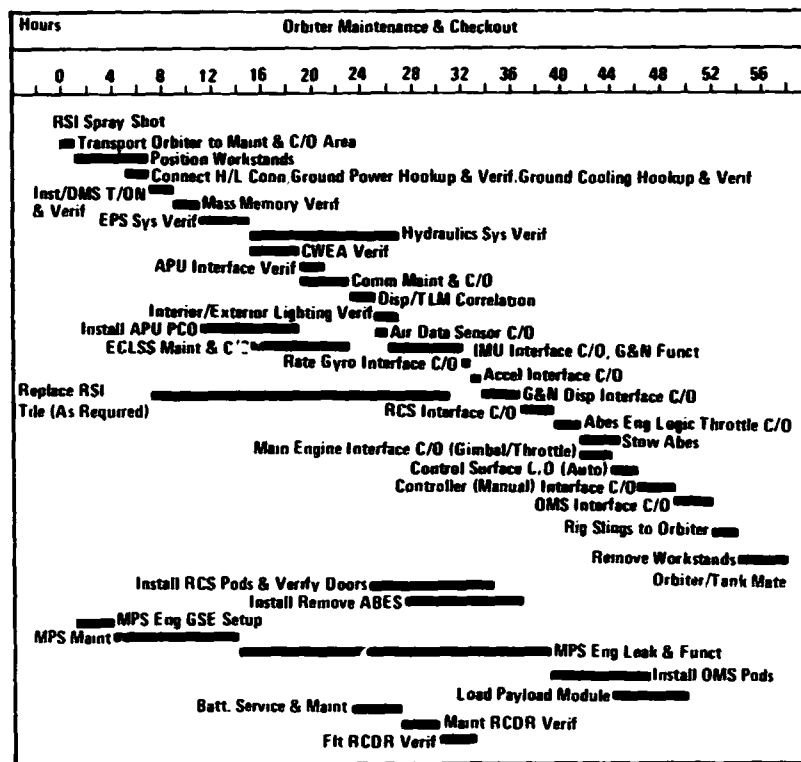 Hours Orbiter Maintenance & Checkout
0 4 8 12 16 20 24 28 32 36 40 44 48 52 56
RSI Spray Shot
Transport Orbiter to Maint & C/O Area
Position Workstands
Connect H/L Conn,Ground Power Hookup & Verif.Ground Cooling Hookup & Verif
Inst/DMS T/ON
& Verif
Mass Memory Verif
EPS Sys Verif
Hydraulics Sys Verif
CWEA Verif
APU Interface Verif
Comm Maint & C/O
Disp/TLM Correlation
Interior/Exterior Lighting Verif
Install APU PCO
Air Data Sensor C/O
ECLSS Maint &
IMU Interface C/O, G&N Funct
Rate Gyro Interface C/O
Accel Interface C/O
Replace RSI
Tile (As Required)
G&N Disp Interface C/O
RCS Interface C/O
Abes Eng Logic Throttle C/O
Stow Abes
Main Engine Interface C/O (Gimbal/Throttle)
Control Surface C/O (Auto)
Controller (Manual) Interface C/O
OMS Interface C/O
Rig Slings to Orbiter
Remove Workstands
Orbiter/Tank Mate
Install RCS Pods & Verify Doors
Install Remove ABES
MPS Eng GSE Setup
MPS Maint
MPS Eng Leak & Funct
Install OMS Pods
Load Payload Module
Batt. Service & Maint
Maint RCDR Verif
Flt RCDR Verif